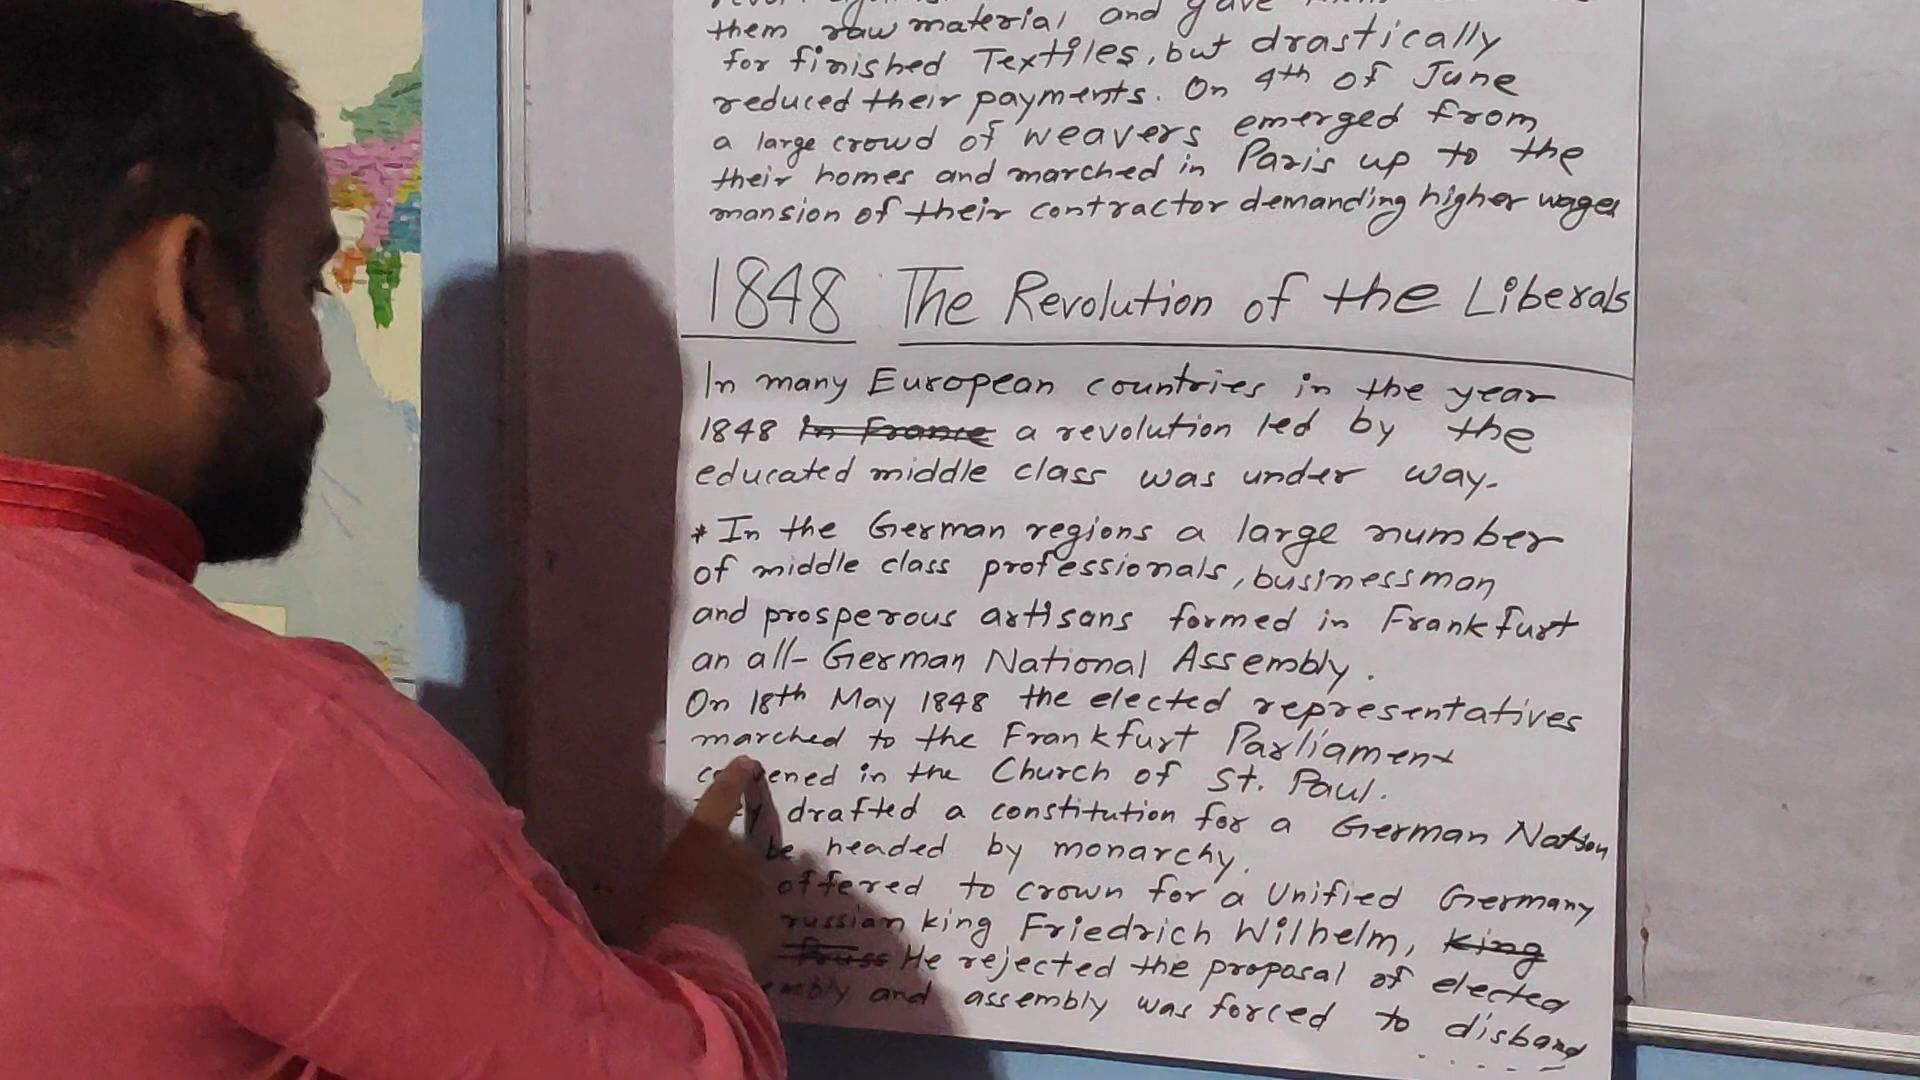 them raw material and gave
for finished Textiles, but drastically
reduced their payments. On 4th of June
a large crowd of weavers emerged from
their homes and marched in Paris up to the
mansion of their contractor demanding higher wages
1848 The Revolution of the Liberals
In many European countries in the year
1848 in France a revolution led by the
educated middle class was under way.
* In the German regions a large number
of middle class professionals, businessman
and prosperous artisans formed in Frankfurt
an all-German National Assembly.
On 18th May 1848 the elected representatives
marched to the Frankfurt Parliament
in the Church of St. Paul.
drafted a constitution for a German Nation
be headed by monarchy.
offered to crown for a Unified Germany
russian king Friedrich Wilhelm, King
Pruss He rejected the proposal of elected
embly and assembly was forced to disband